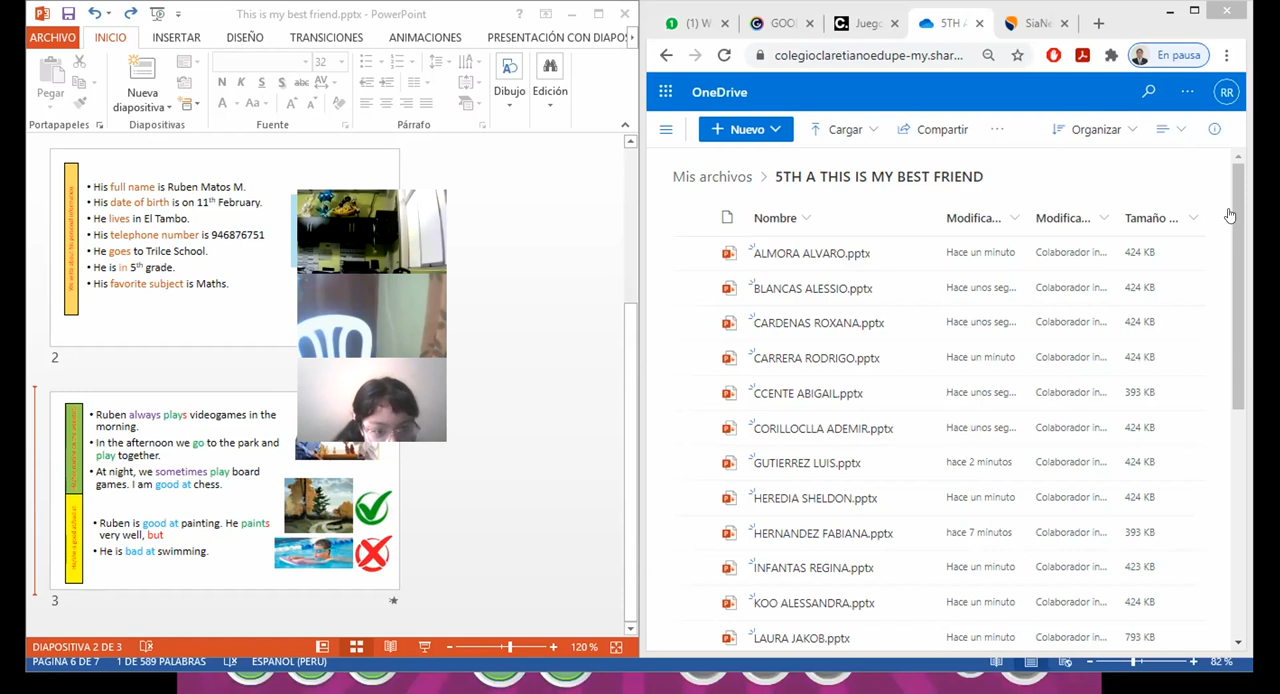 This is my best friend.pptx - PowerPoint
ARCHIVO INICIO INSERTAR DISEÑO TRANSICIONES ANIMACIONES PRESENTACIÓN CON DIAPOS
32
Pegar Nueva diapositiva Dibujo Edición
N K S S abc AV
A Aa A A
Portapapeles Diapositivas Fuente Párrafo
• His full name is Ruben Matos M.
• His date of birth is on 11th February.
• He lives in El Tambo.
• His telephone number is 946876751
• He goes to Trilce School.
• He is in 5th grade.
• His favorite subject is Maths.
2
• Ruben always plays videogames in the
morning.
• In the afternoon we go to the park and
play together.
• At night, we sometimes play board
games. I am good at chess.
• Ruben is good at painting. He paints
very well, but
• He is bad at swimming.
3
DIAPOSITIVA 2 DE 3 120 %
PÁGINA 6 DE 7 1 DE 589 PALABRAS ESPAÑOL (PERÚ) 82 %
(1) W GOO Juego 5TH A SiaNe
colegioclaretianoedupe-my.shar... En pausa
OneDrive RR
Nuevo Cargar Compartir ... Organizar
Mis archivos > 5TH A THIS IS MY BEST FRIEND
Nombre Modifica... Modifica... Tamaño ...
ALMORA ALVARO.pptx Hace un minuto Colaborador in... 424 KB
BLANCAS ALESSIO.pptx Hace unos seg... Colaborador in... 424 KB
CARDENAS ROXANA.pptx Hace unos seg... Colaborador in... 424 KB
CARRERA RODRIGO.pptx Hace un minuto Colaborador in... 424 KB
CCENTE ABIGAIL.pptx Hace unos seg... Colaborador in... 393 KB
CORILLOCLLA ADEMIR.pptx Hace unos seg... Colaborador in... 424 KB
GUTIERREZ LUIS.pptx hace 2 minutos Colaborador in... 424 KB
HEREDIA SHELDON.pptx Hace un minuto Colaborador in... 424 KB
HERNANDEZ FABIANA.pptx hace 7 minutos Colaborador in... 393 KB
INFANTAS REGINA.pptx Hace un minuto Colaborador in... 423 KB
KOO ALESSANDRA.pptx Hace un minuto Colaborador in... 424 KB
LAURA JAKOB.pptx Hace un minuto Colaborador in... 793 KB